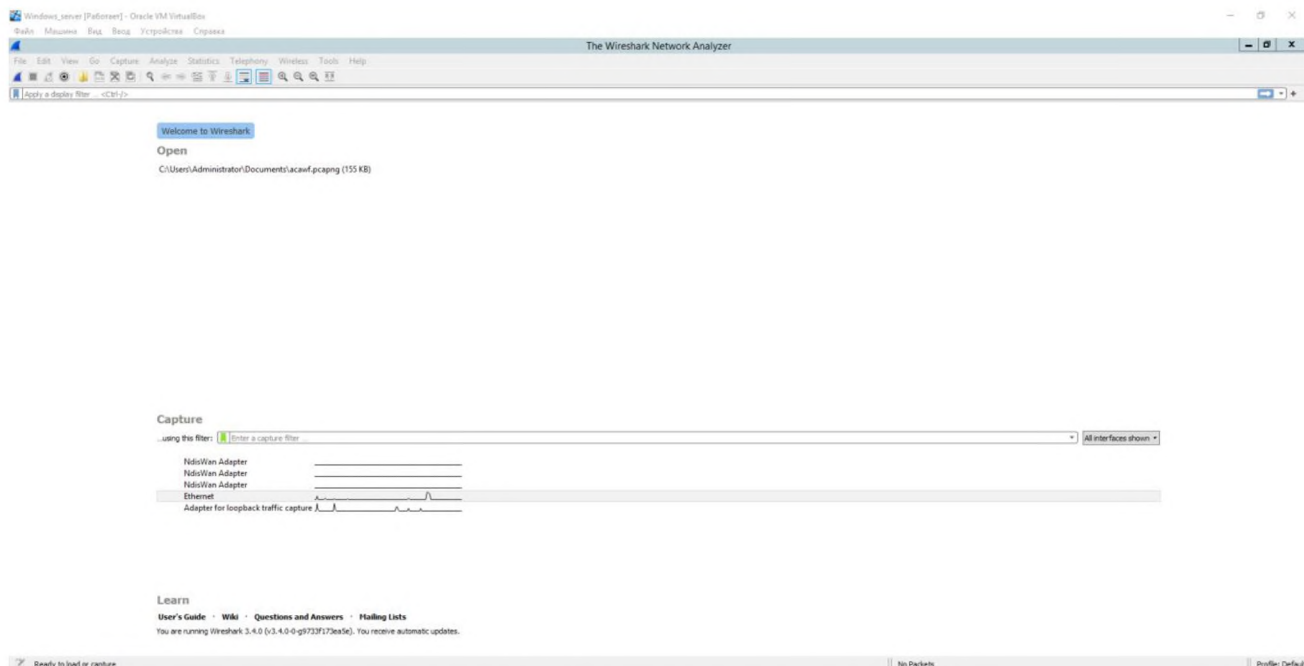 Windows_server [Работает] - Oracle VM VirtualBox
Файл Машина Вид Ввод Устройства Справка
The Wireshark Network Analyzer
File Edit View Go Capture Analyze Statistics Telephony Wireless Tools Help
Apply a display filter ... <Ctrl-/>
Welcome to Wireshark
Open
C:\Users\Administrator\Documents\acawf.pcapng (155 KB)
Capture
...using this filter: Enter a capture filter ... All interfaces shown
NdisWan Adapter
NdisWan Adapter
NdisWan Adapter
Ethernet
Adapter for loopback traffic capture
Learn
User's Guide · Wiki · Questions and Answers · Mailing Lists
You are running Wireshark 3.4.0 (v3.4.0-0-g9733f173ea5e). You receive automatic updates.
Ready to load or capture No Packets Profile: Defaul